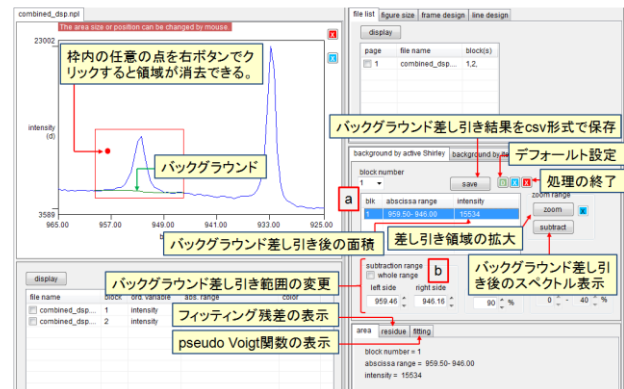 combined_dsp.npl
The area size or position can be changed by mouse.
23002
枠内の任意の点を右ボタンでク
リックすると領域が消去できる。
intensity
(d)
バックグラウンド
3589
965.00
957.00
949.00
941.00
933.00
925.00
バックグラウンド差し引き後の面積
file list
figure size
frame design
line design
display
page
file name
block(s)
1
combined_dsp...
1,2,
バックグラウンド差し引き結果をcsv形式で保存
デフォールト設定
background by active Shirley
処理の終了
block number
1
save
a
blk
abscissa range
intensity
1
959.50- 946.00
15534
zoom range
zoom
subtract
差し引き領域の拡大
バックグラウンド差し引
き後のスペクトル表示
subtraction range
b
whole range
left side
right side
959.46
946.16
90
%
0
-
40
%
バックグラウンド差し引き範囲の変更
フィッティング残差の表示
pseudo Voigt関数の表示
display
file name
block
ord. variable
abs. range
color
combined_dsp...
1
intensity
combined_dsp...
2
intensity
area
residue
fitting
block number = 1
abscissa range = 959.50- 946.00
intensity = 15534